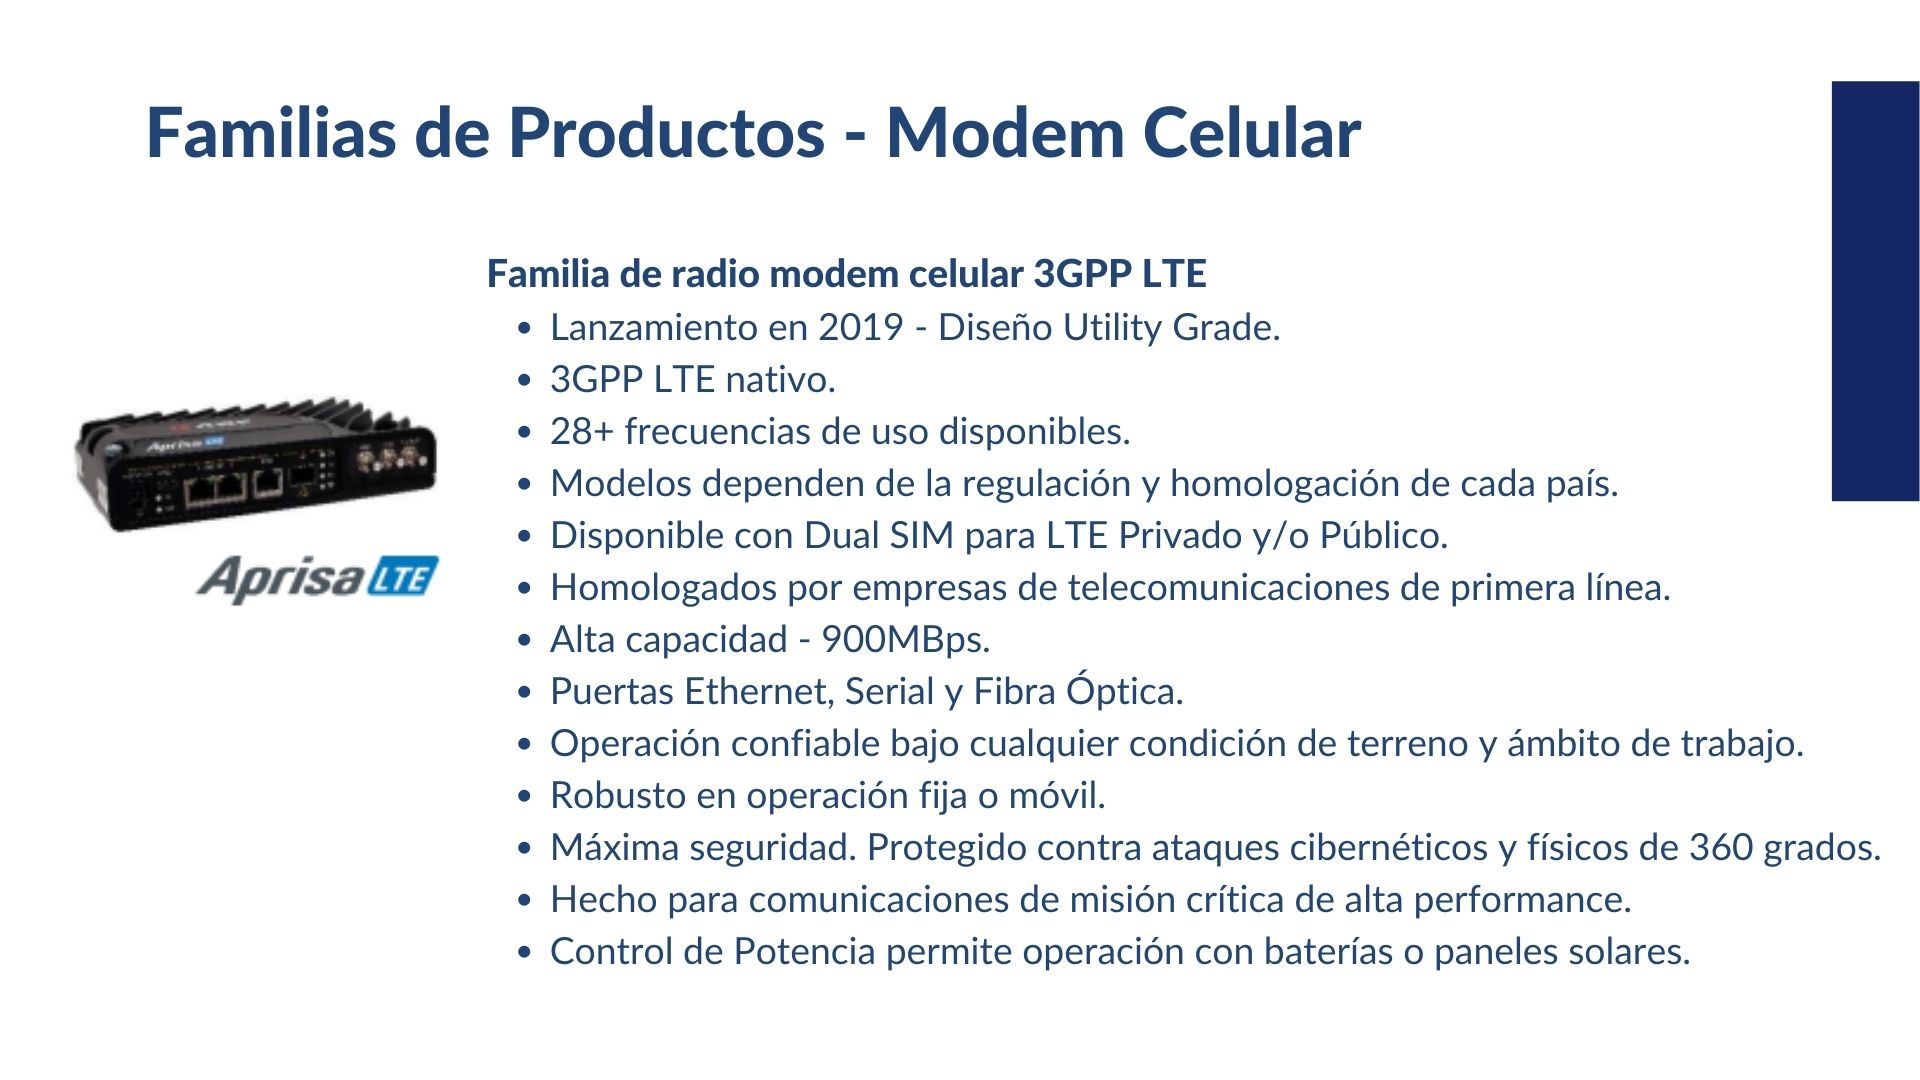 Familias de Productos - Modem Celular
Familia de radio modem celular 3GPP LTE
• Lanzamiento en 2019 - Diseño Utility Grade.
• 3GPP LTE nativo.
• 28+ frecuencias de uso disponibles.
• Modelos dependen de la regulación y homologación de cada país.
• Disponible con Dual SIM para LTE Privado y/o Público.
• Homologados por empresas de telecomunicaciones de primera línea.
• Alta capacidad - 900MBps.
• Puertas Ethernet, Serial y Fibra Óptica.
• Operación confiable bajo cualquier condición de terreno y ámbito de trabajo.
• Robusto en operación fija o móvil.
• Máxima seguridad. Protegido contra ataques cibernéticos y físicos de 360 grados.
• Hecho para comunicaciones de misión crítica de alta performance.
• Control de Potencia permite operación con baterías o paneles solares.
Aprisa LTE
Aprisa LTE